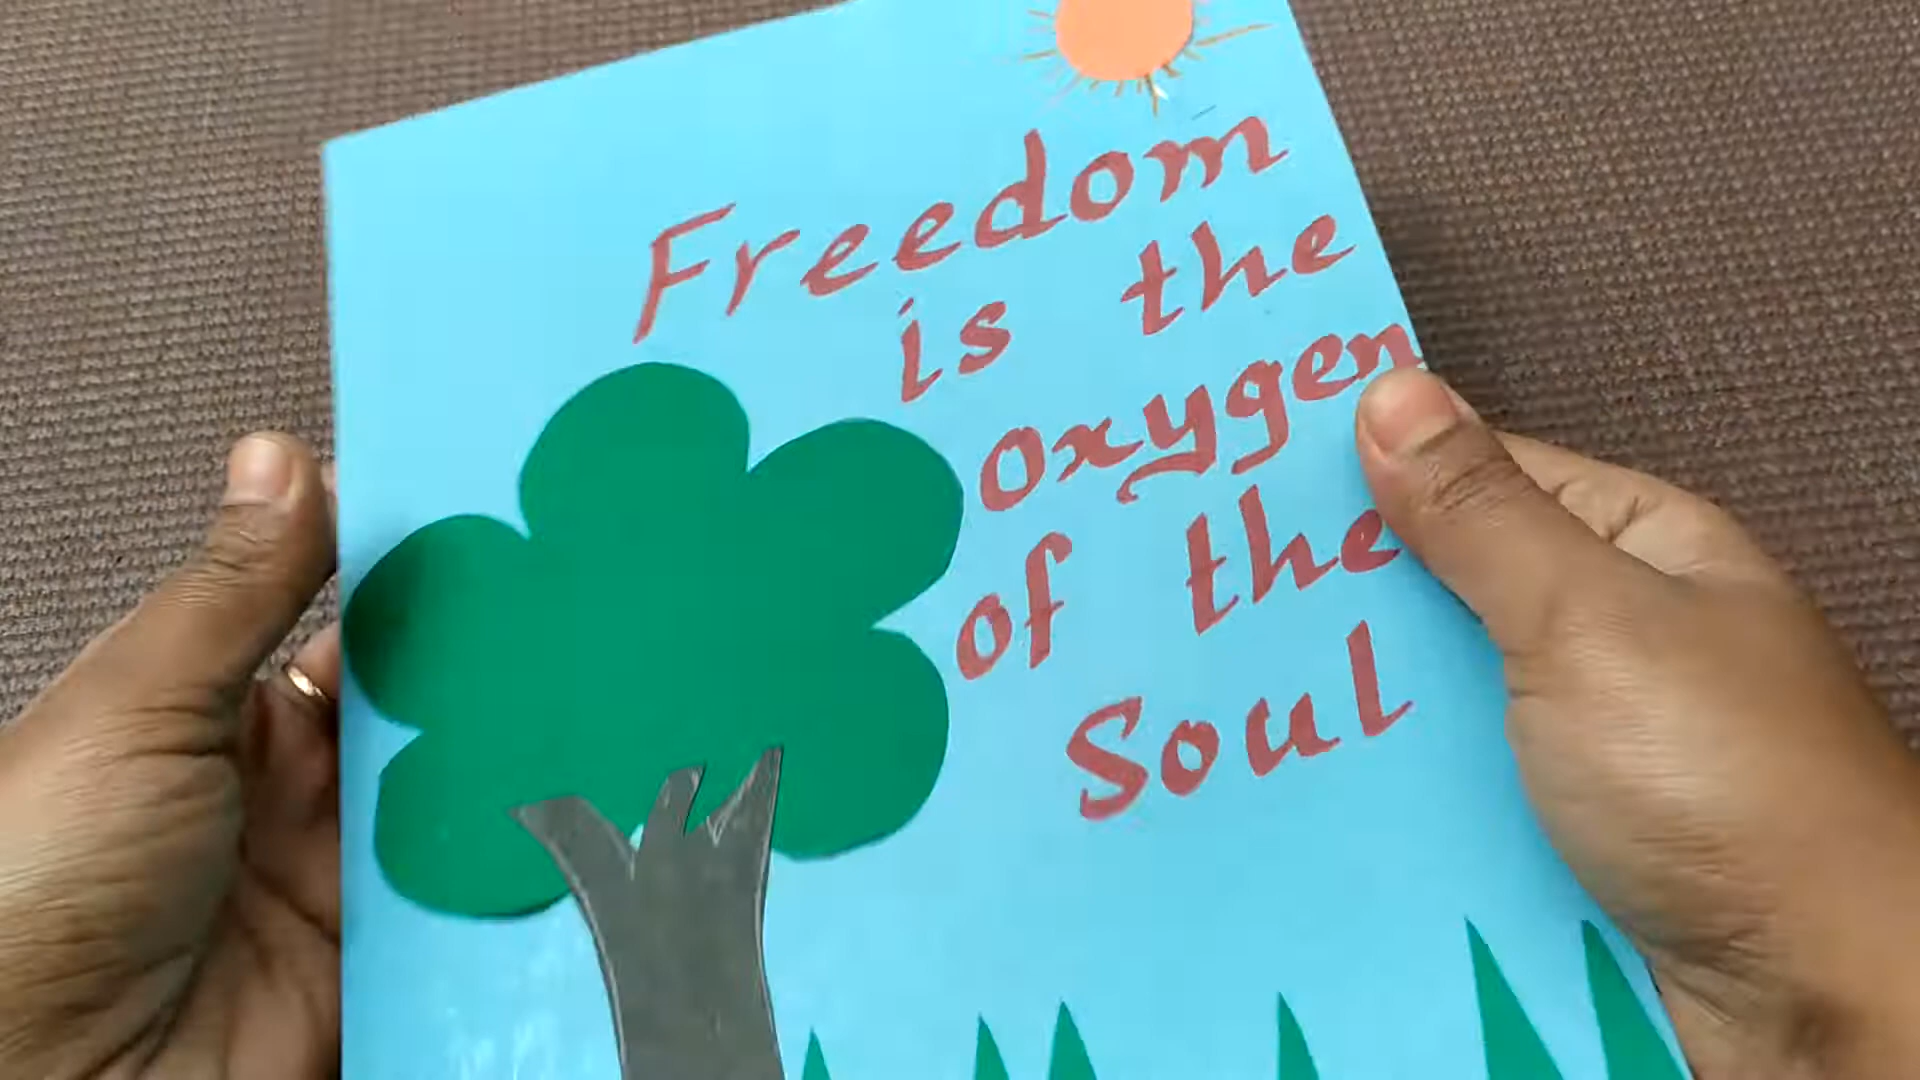 Freedom
is the
oxygen
of the
Soul